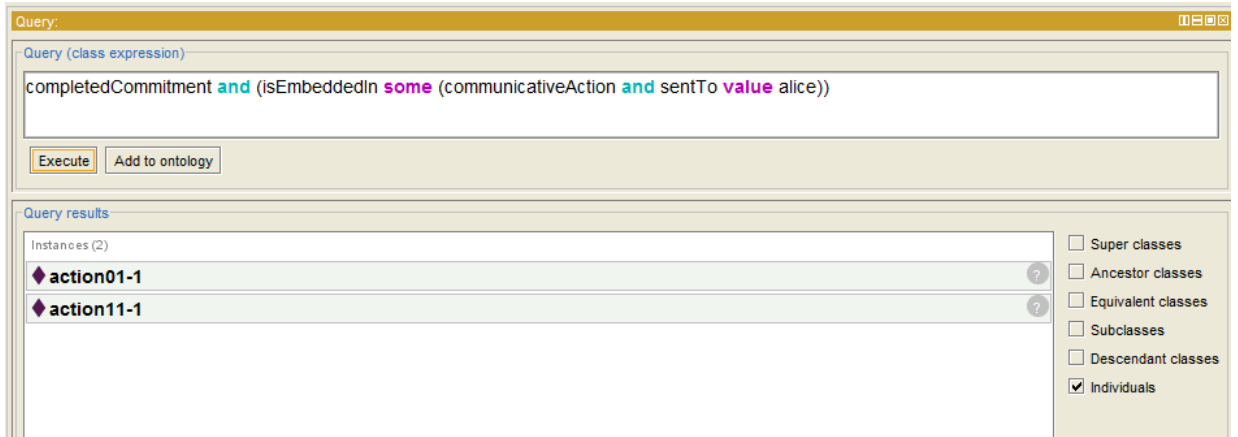 Query:
Query (class expression)
completedCommitment and (isEmbeddedIn some (communicativeAction and sentTo value alice))
Execute
Add to ontology
Query results
Instances (2)
action01-1
?
action11-1
?
Super classes
Ancestor classes
Equivalent classes
Subclasses
Descendant classes
Individuals